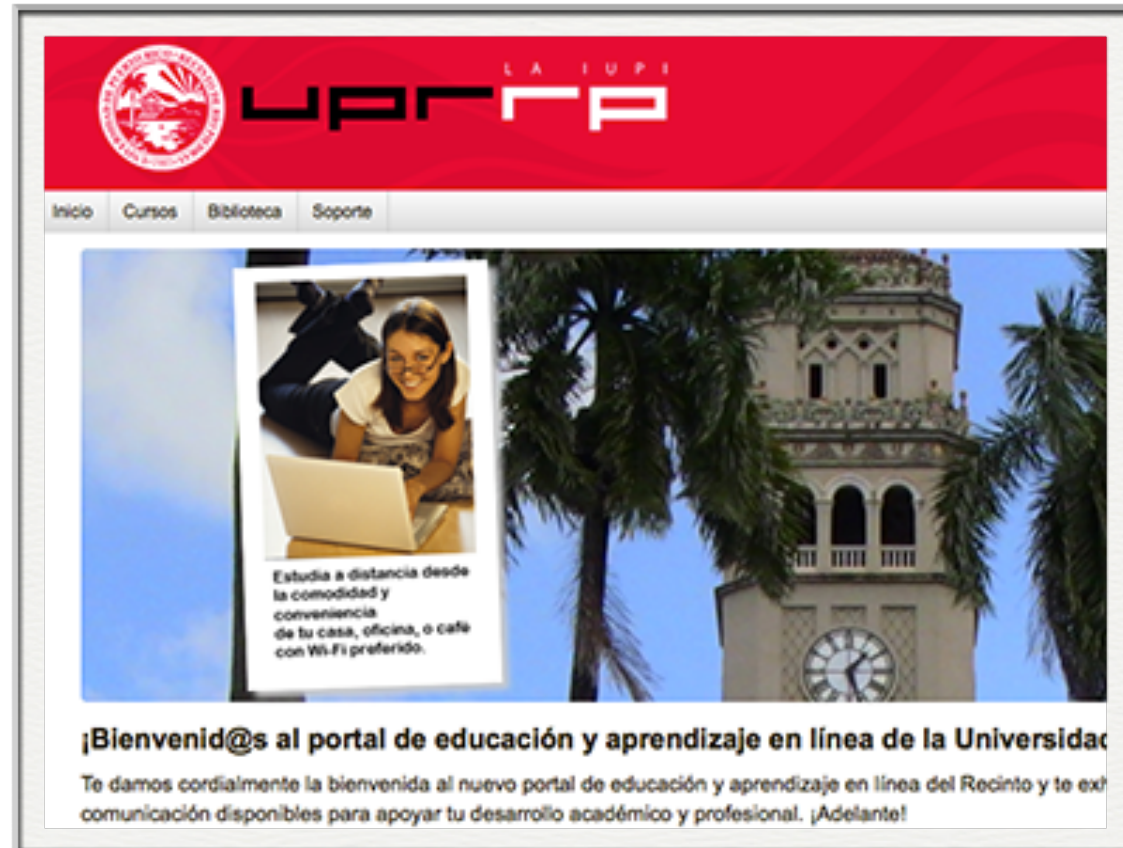 LA IUPI
uprrp
Inicio Cursos Biblioteca Soporte
Estudia a distancia desde
la comodidad y
conveniencia
de tu casa, oficina, o café
con Wi-Fi preferido.
¡Bienvenid@s al portal de educación y aprendizaje en línea de la Universidad
Te damos cordialmente la bienvenida al nuevo portal de educación y aprendizaje en línea del Recinto y te exh
comunicación disponibles para apoyar tu desarrollo académico y profesional. ¡Adelante!